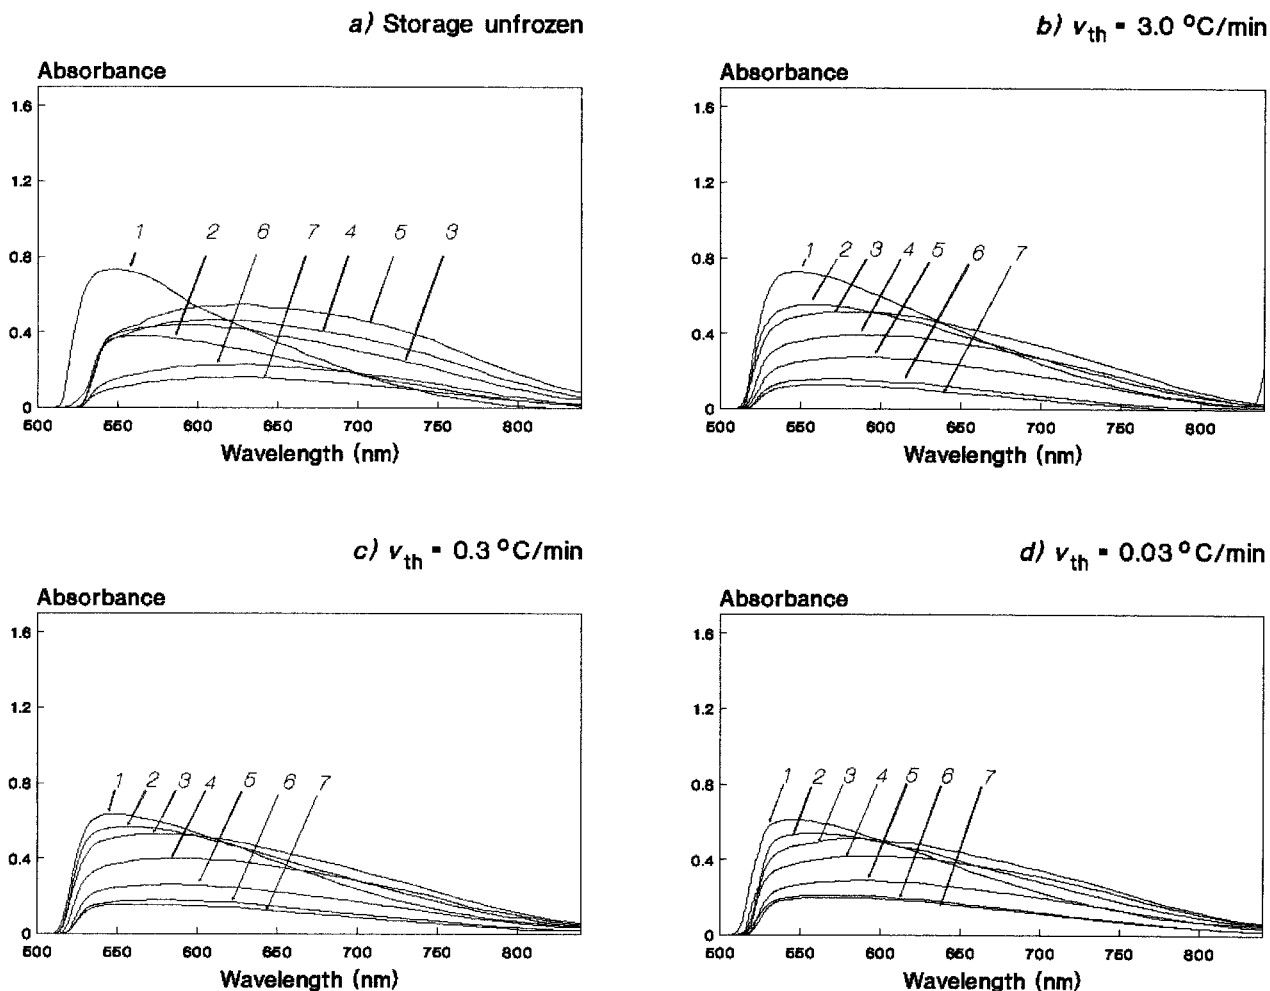 a) Storage unfrozen
Absorbance
1.6
1.2
0.8
0.4
0
1 2 6 7 4 5 3
500 550 600 650 700 750 800
Wavelength (nm)
b) vth = 3.0 °C/min
Absorbance
1.6
1.2
0.8
0.4
0
1 2 3 4 5 6 7
500 550 600 650 700 750 800
Wavelength (nm)
c) vth = 0.3 °C/min
Absorbance
1.6
1.2
0.8
0.4
0
1 2 3 4 5 6 7
500 550 600 650 700 750 800
Wavelength (nm)
d) vth = 0.03 °C/min
Absorbance
1.6
1.2
0.8
0.4
0
1 2 3 4 5 6 7
500 550 600 650 700 750 800
Wavelength (nm)